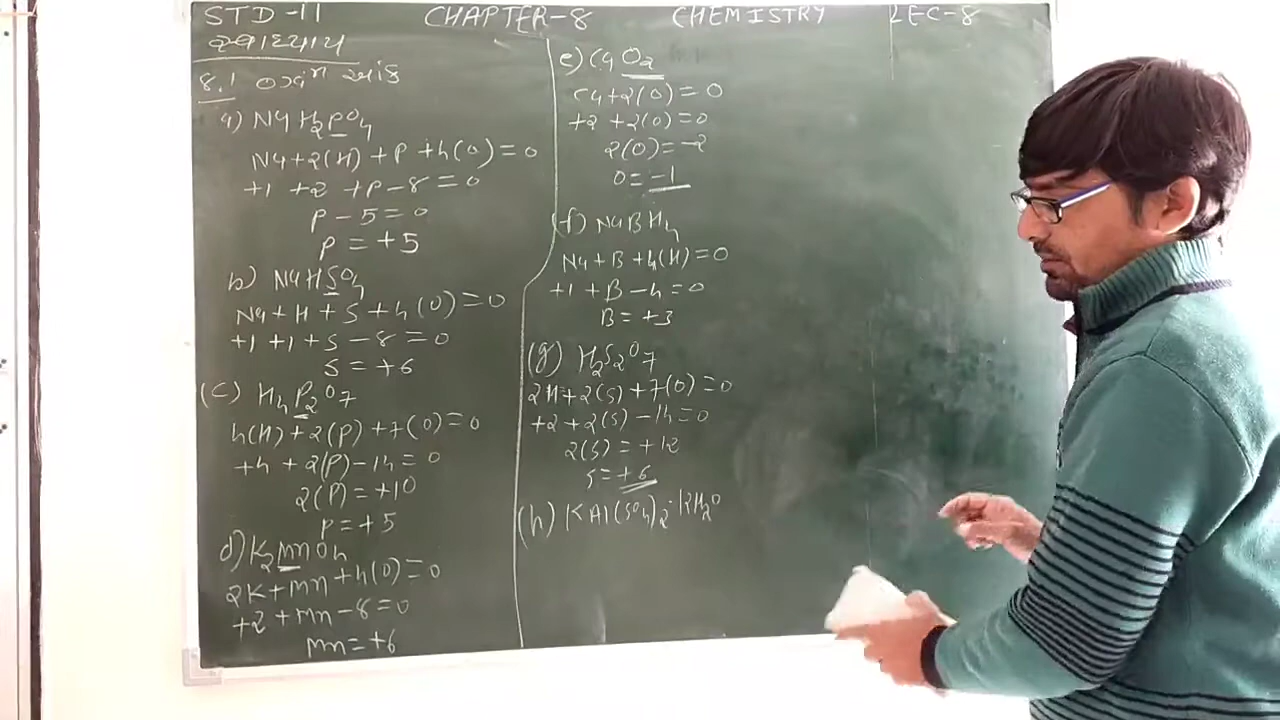 STD-11 CHAPTER-8 CHEMISTRY LEC-8
સ્વાધ્યાય
8.1
a) NaH₂PO₄
Na+2(H)+P+4(O)=0
+1 +2 +P-8=0
P-5=0
P=+5
b) NaHSO₄
Na+H+S+4(O)=0
+1+1+S-8=0
S=+6
(C) H₄P₂O₇
4(H)+2(P)+7(O)=0
+4+2(P)-14=0
2(P)=+10
P=+5
d) K₂MnO₄
2K+Mn+4(O)=0
+2+Mn-8=0
Mn=+6
e) CaO₂
Ca+2(O)=0
+2+2(O)=0
2(O)=-2
O=-1
(f) NaBH₄
Na+B+4(H)=0
+1+B-4=0
B=+3
(g) H₂S₂O₇
2H+2(S)+7(O)=0
+2+2(S)-14=0
2(S)=+12
S=+6
(h) KAl(SO₄)₂·12H₂O